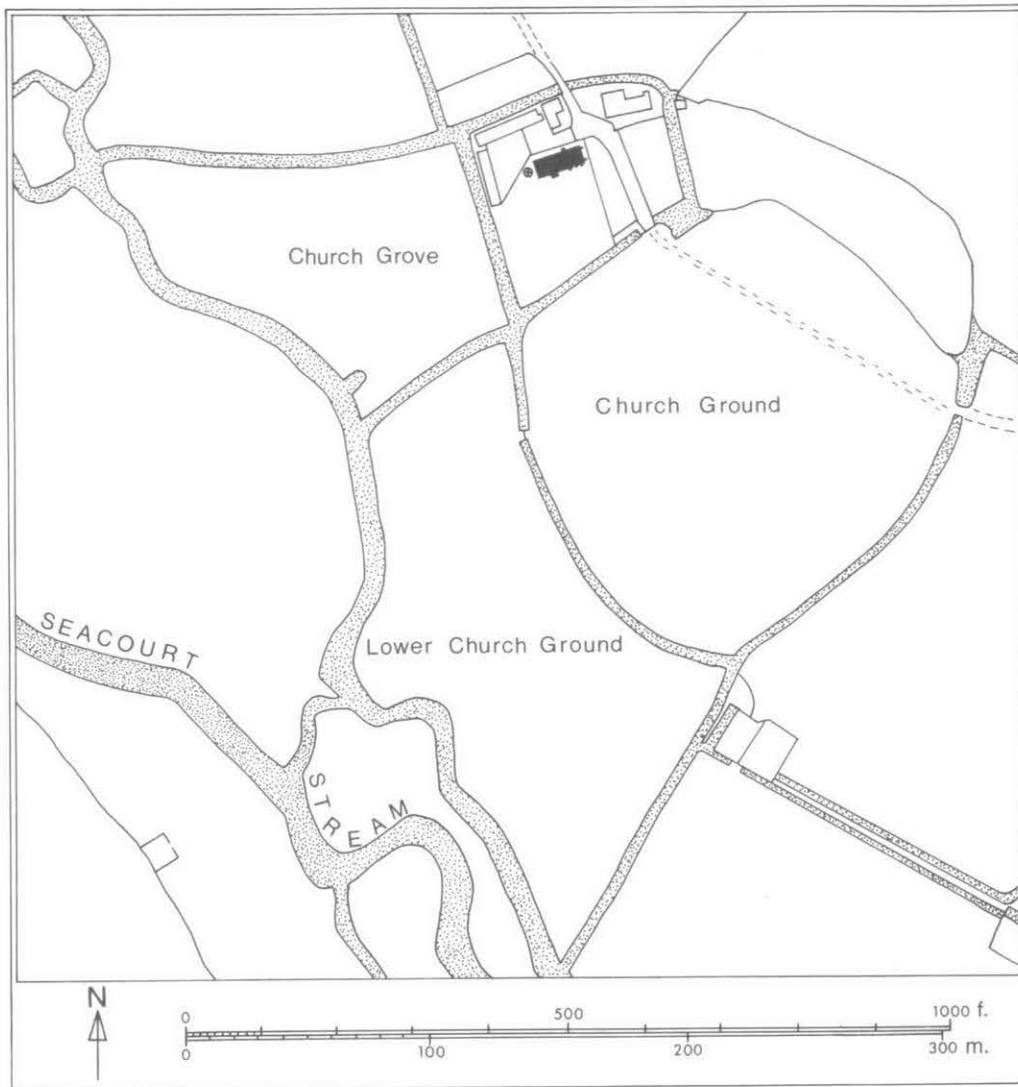 Church Grove
Church Ground
SEACOURT
Lower Church Ground
STREAM
N
0 500 1000 f.
0 100 200 300 m.